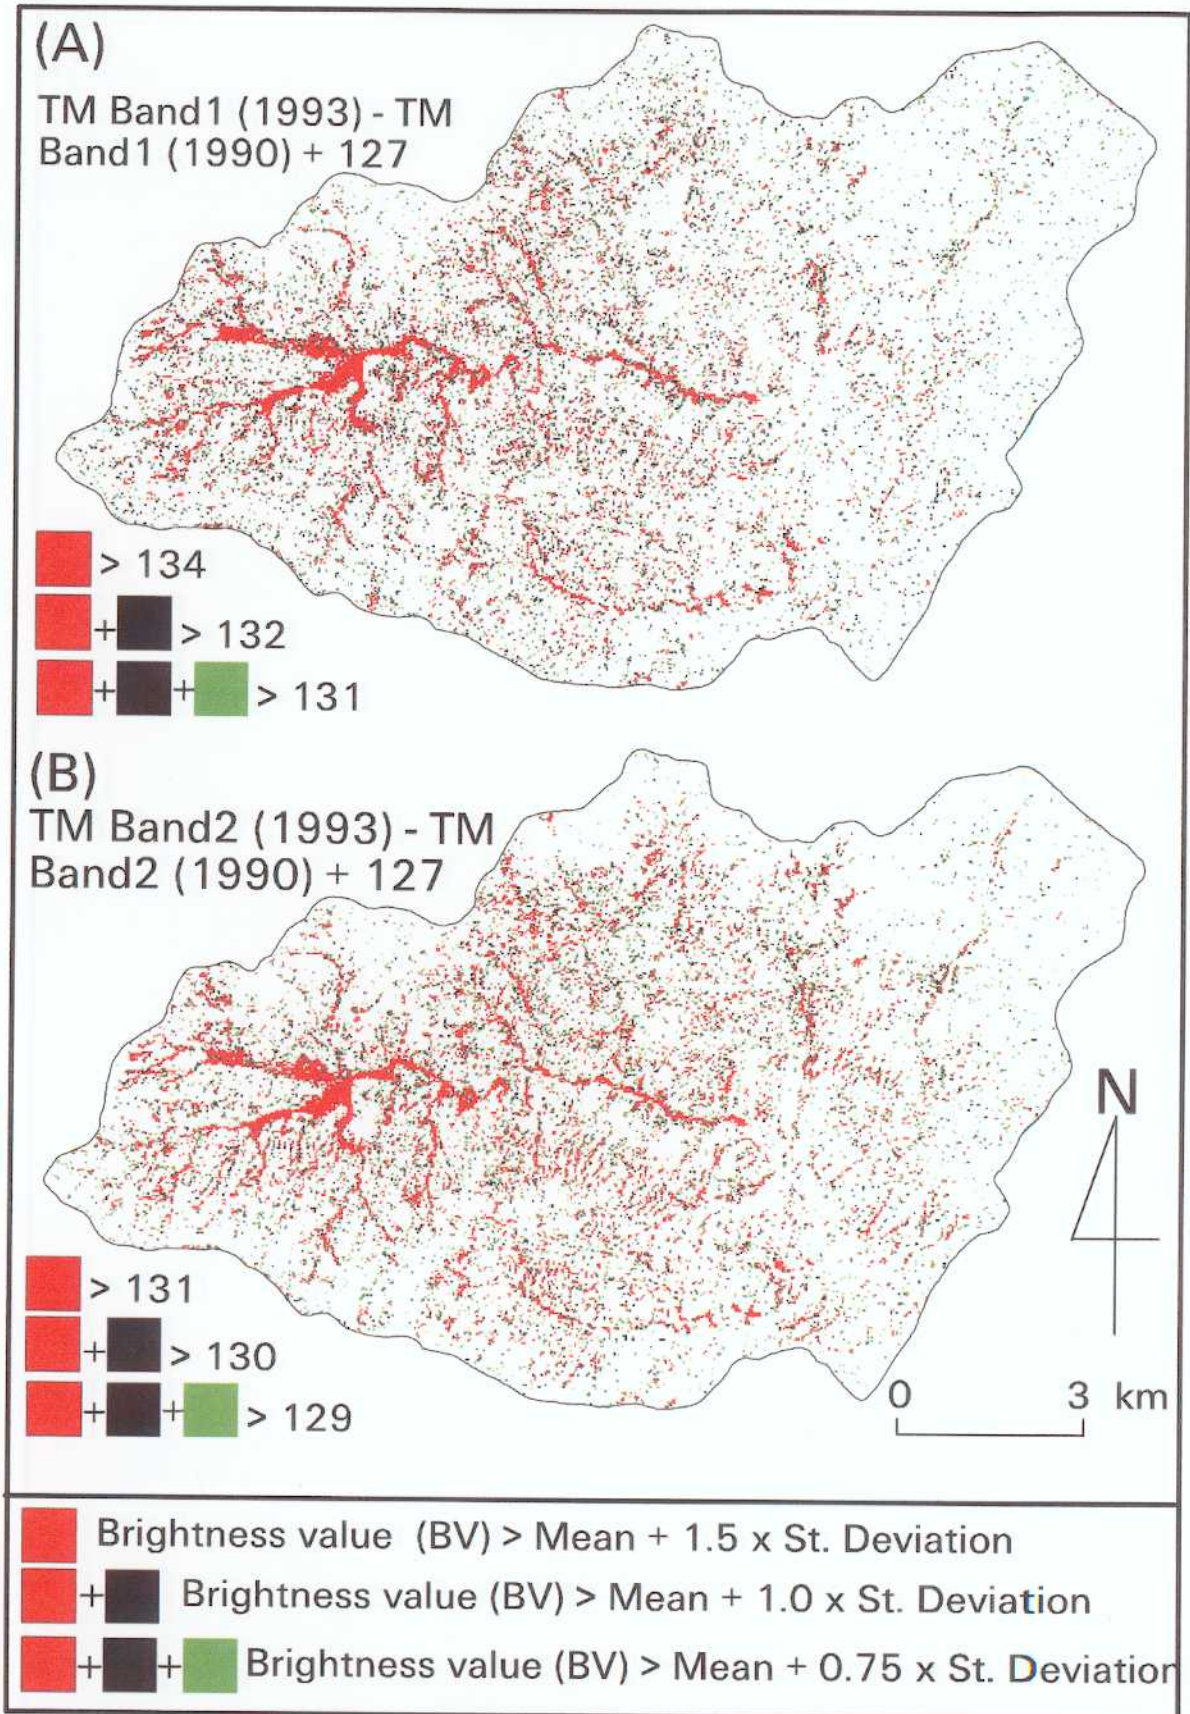 (A)
TM Band1 (1993) - TM
Band1 (1990) + 127
> 134
+ > 132
+ + > 131
(B)
TM Band2 (1993) - TM
Band2 (1990) + 127
N
> 131
+ > 130
+ + > 129
0 3 km
Brightness value (BV) > Mean + 1.5 x St. Deviation
+ Brightness value (BV) > Mean + 1.0 x St. Deviation
+ + Brightness value (BV) > Mean + 0.75 x St. Deviation